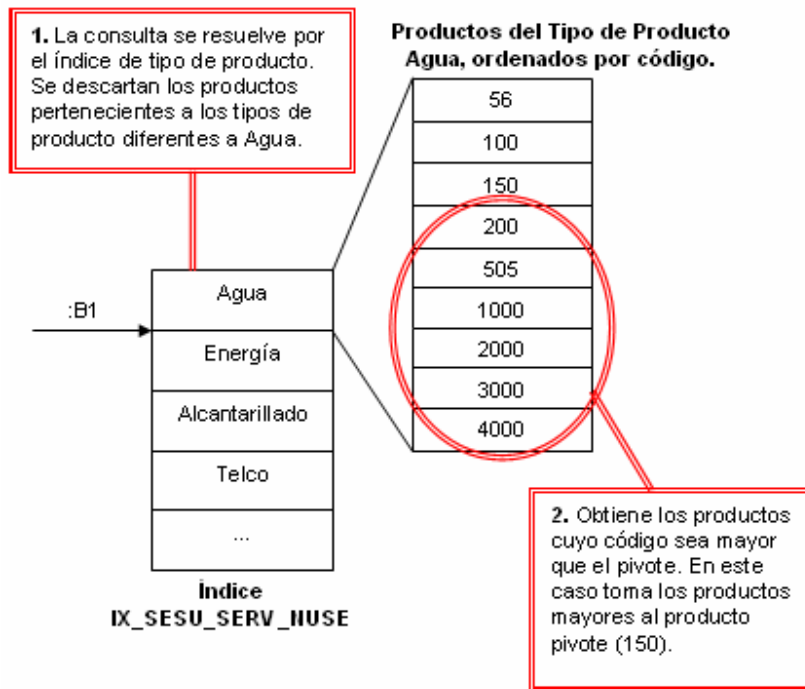 1. La consulta se resuelve por
el índice de tipo de producto.
Se descartan los productos
pertenecientes a los tipos de
producto diferentes a Agua.
Productos del Tipo de Producto
Agua, ordenados por código.
56
100
150
200
505
1000
2000
3000
4000
:B1
Agua
Energía
Alcantarillado
Telco
...
Índice
IX_SESU_SERV_NUSE
2. Obtiene los productos
cuyo código sea mayor
que el pivote. En este
caso toma los productos
mayores al producto
pivote (150).